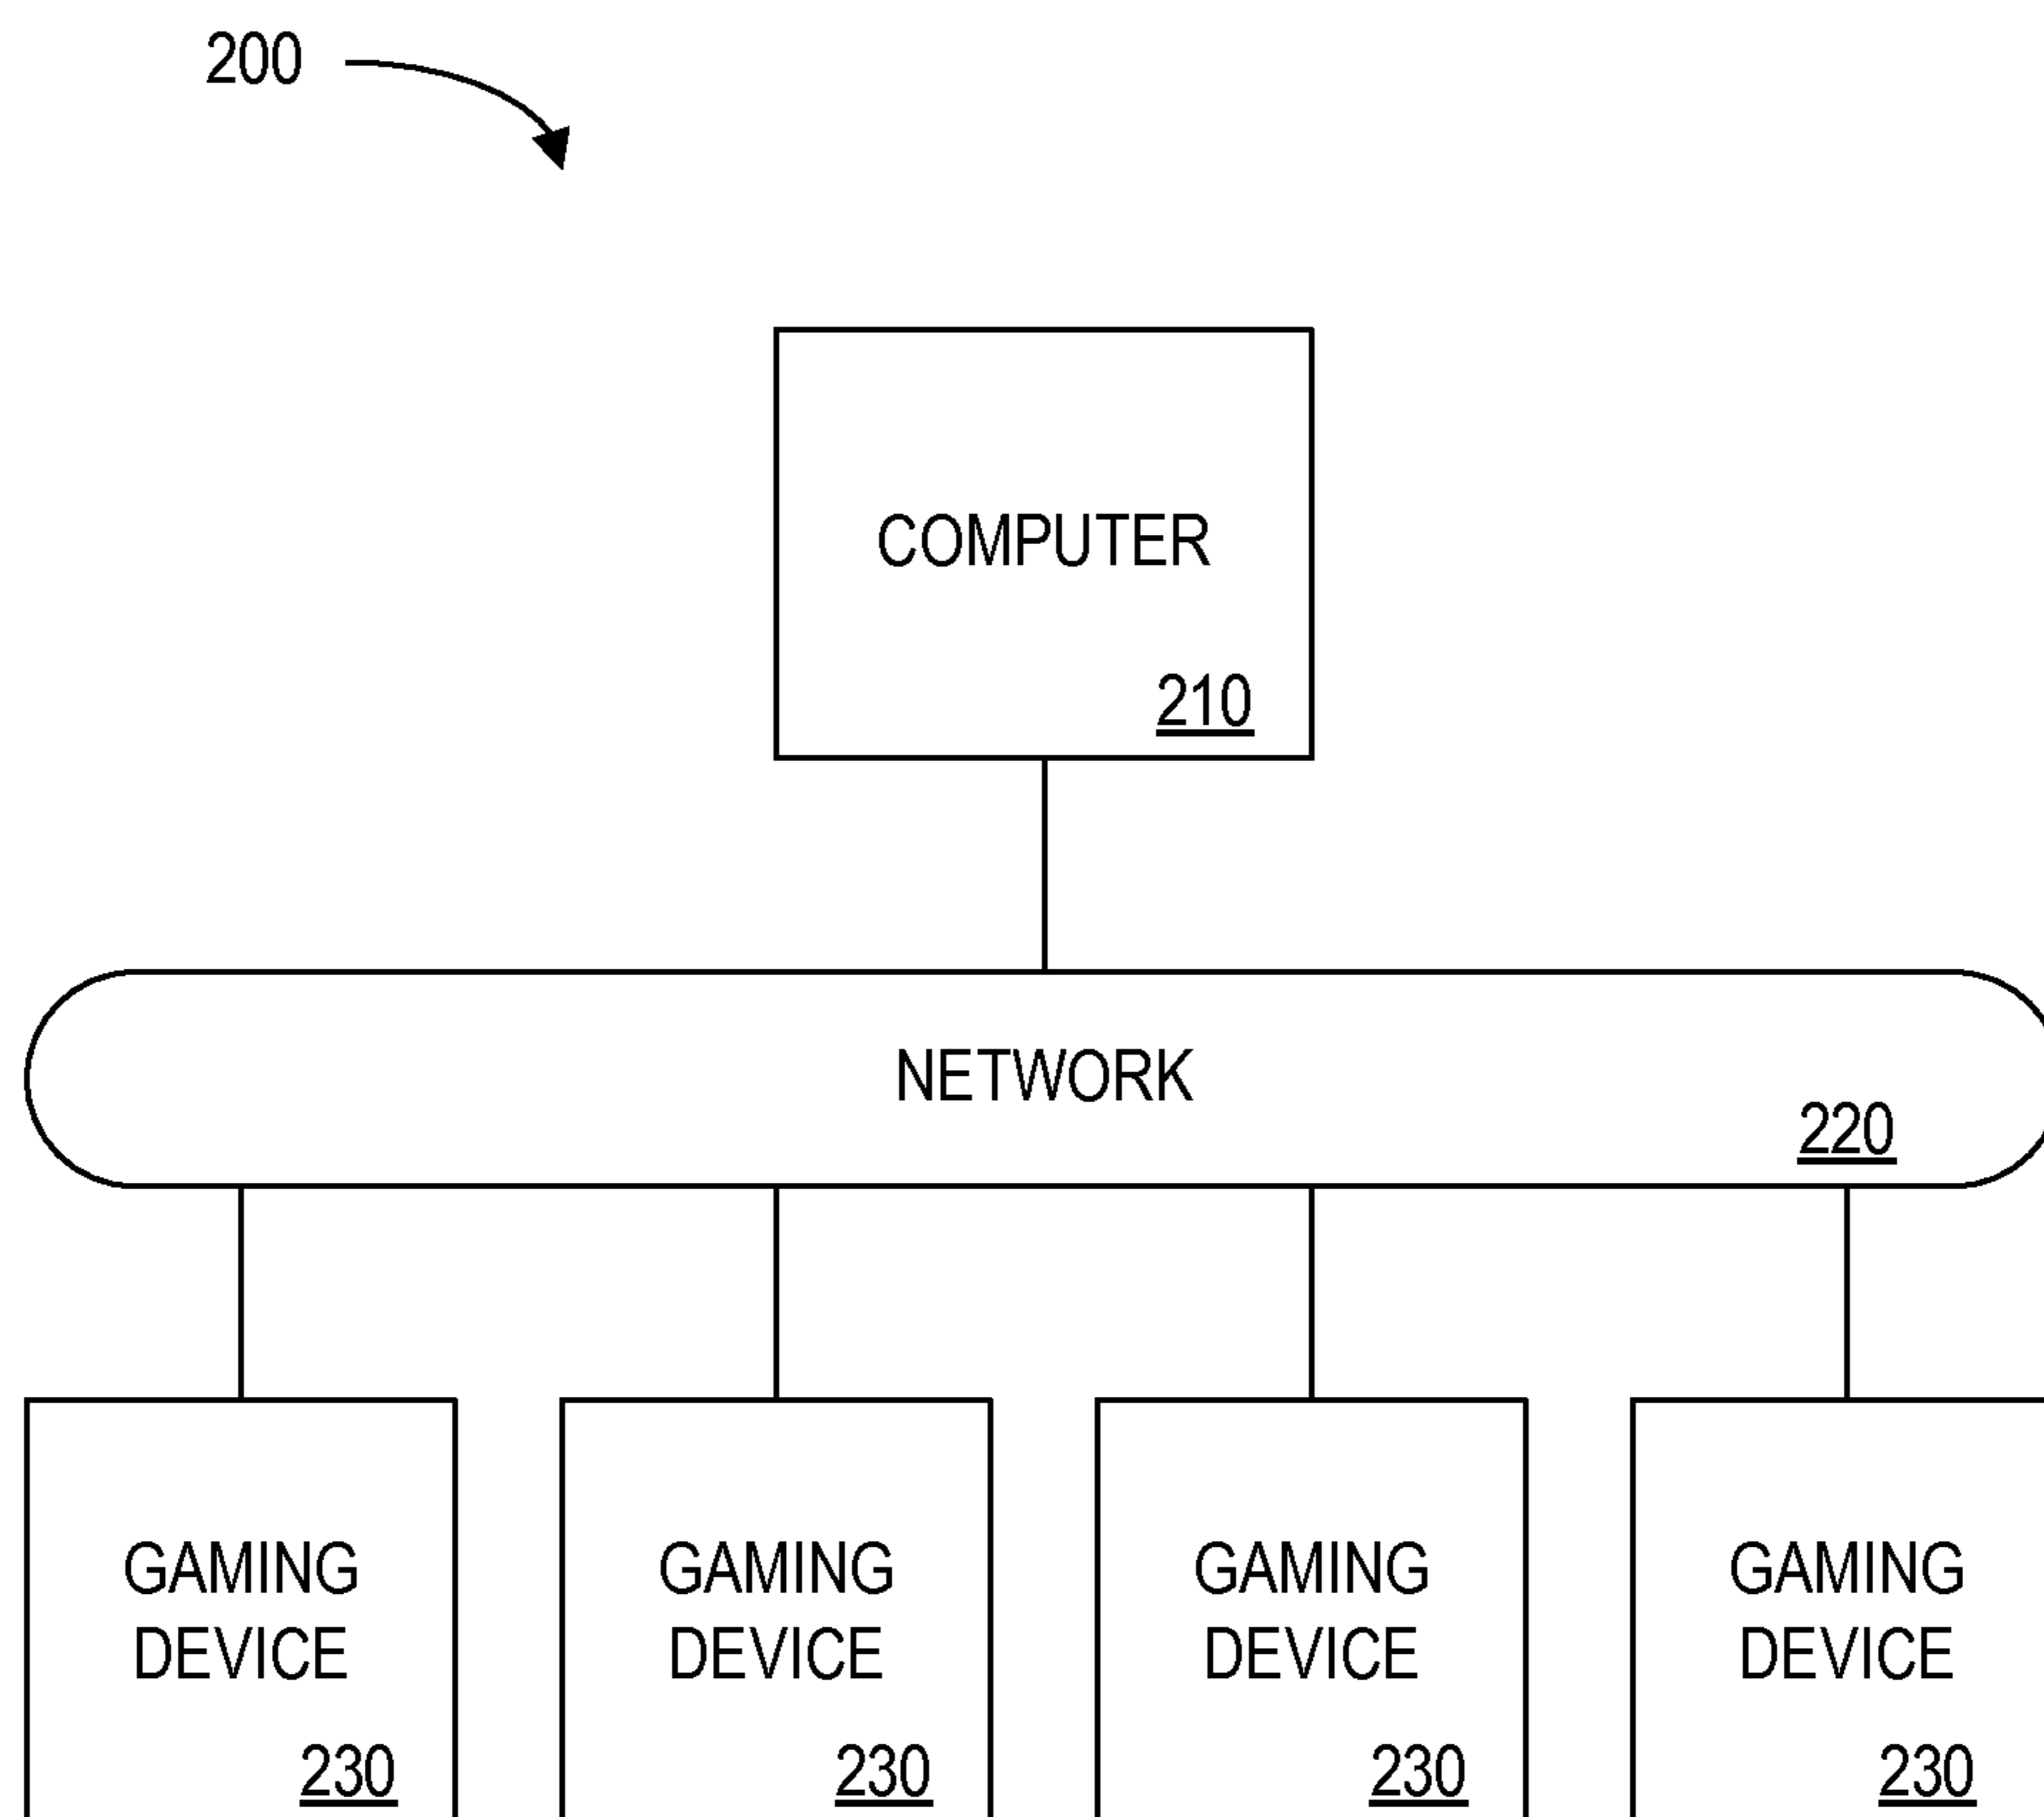 200
COMPUTER
210
NETWORK
220
GAMING GAMING GAMING GAMING
DEVICE DEVICE DEVICE DEVICE
230 230 230 230